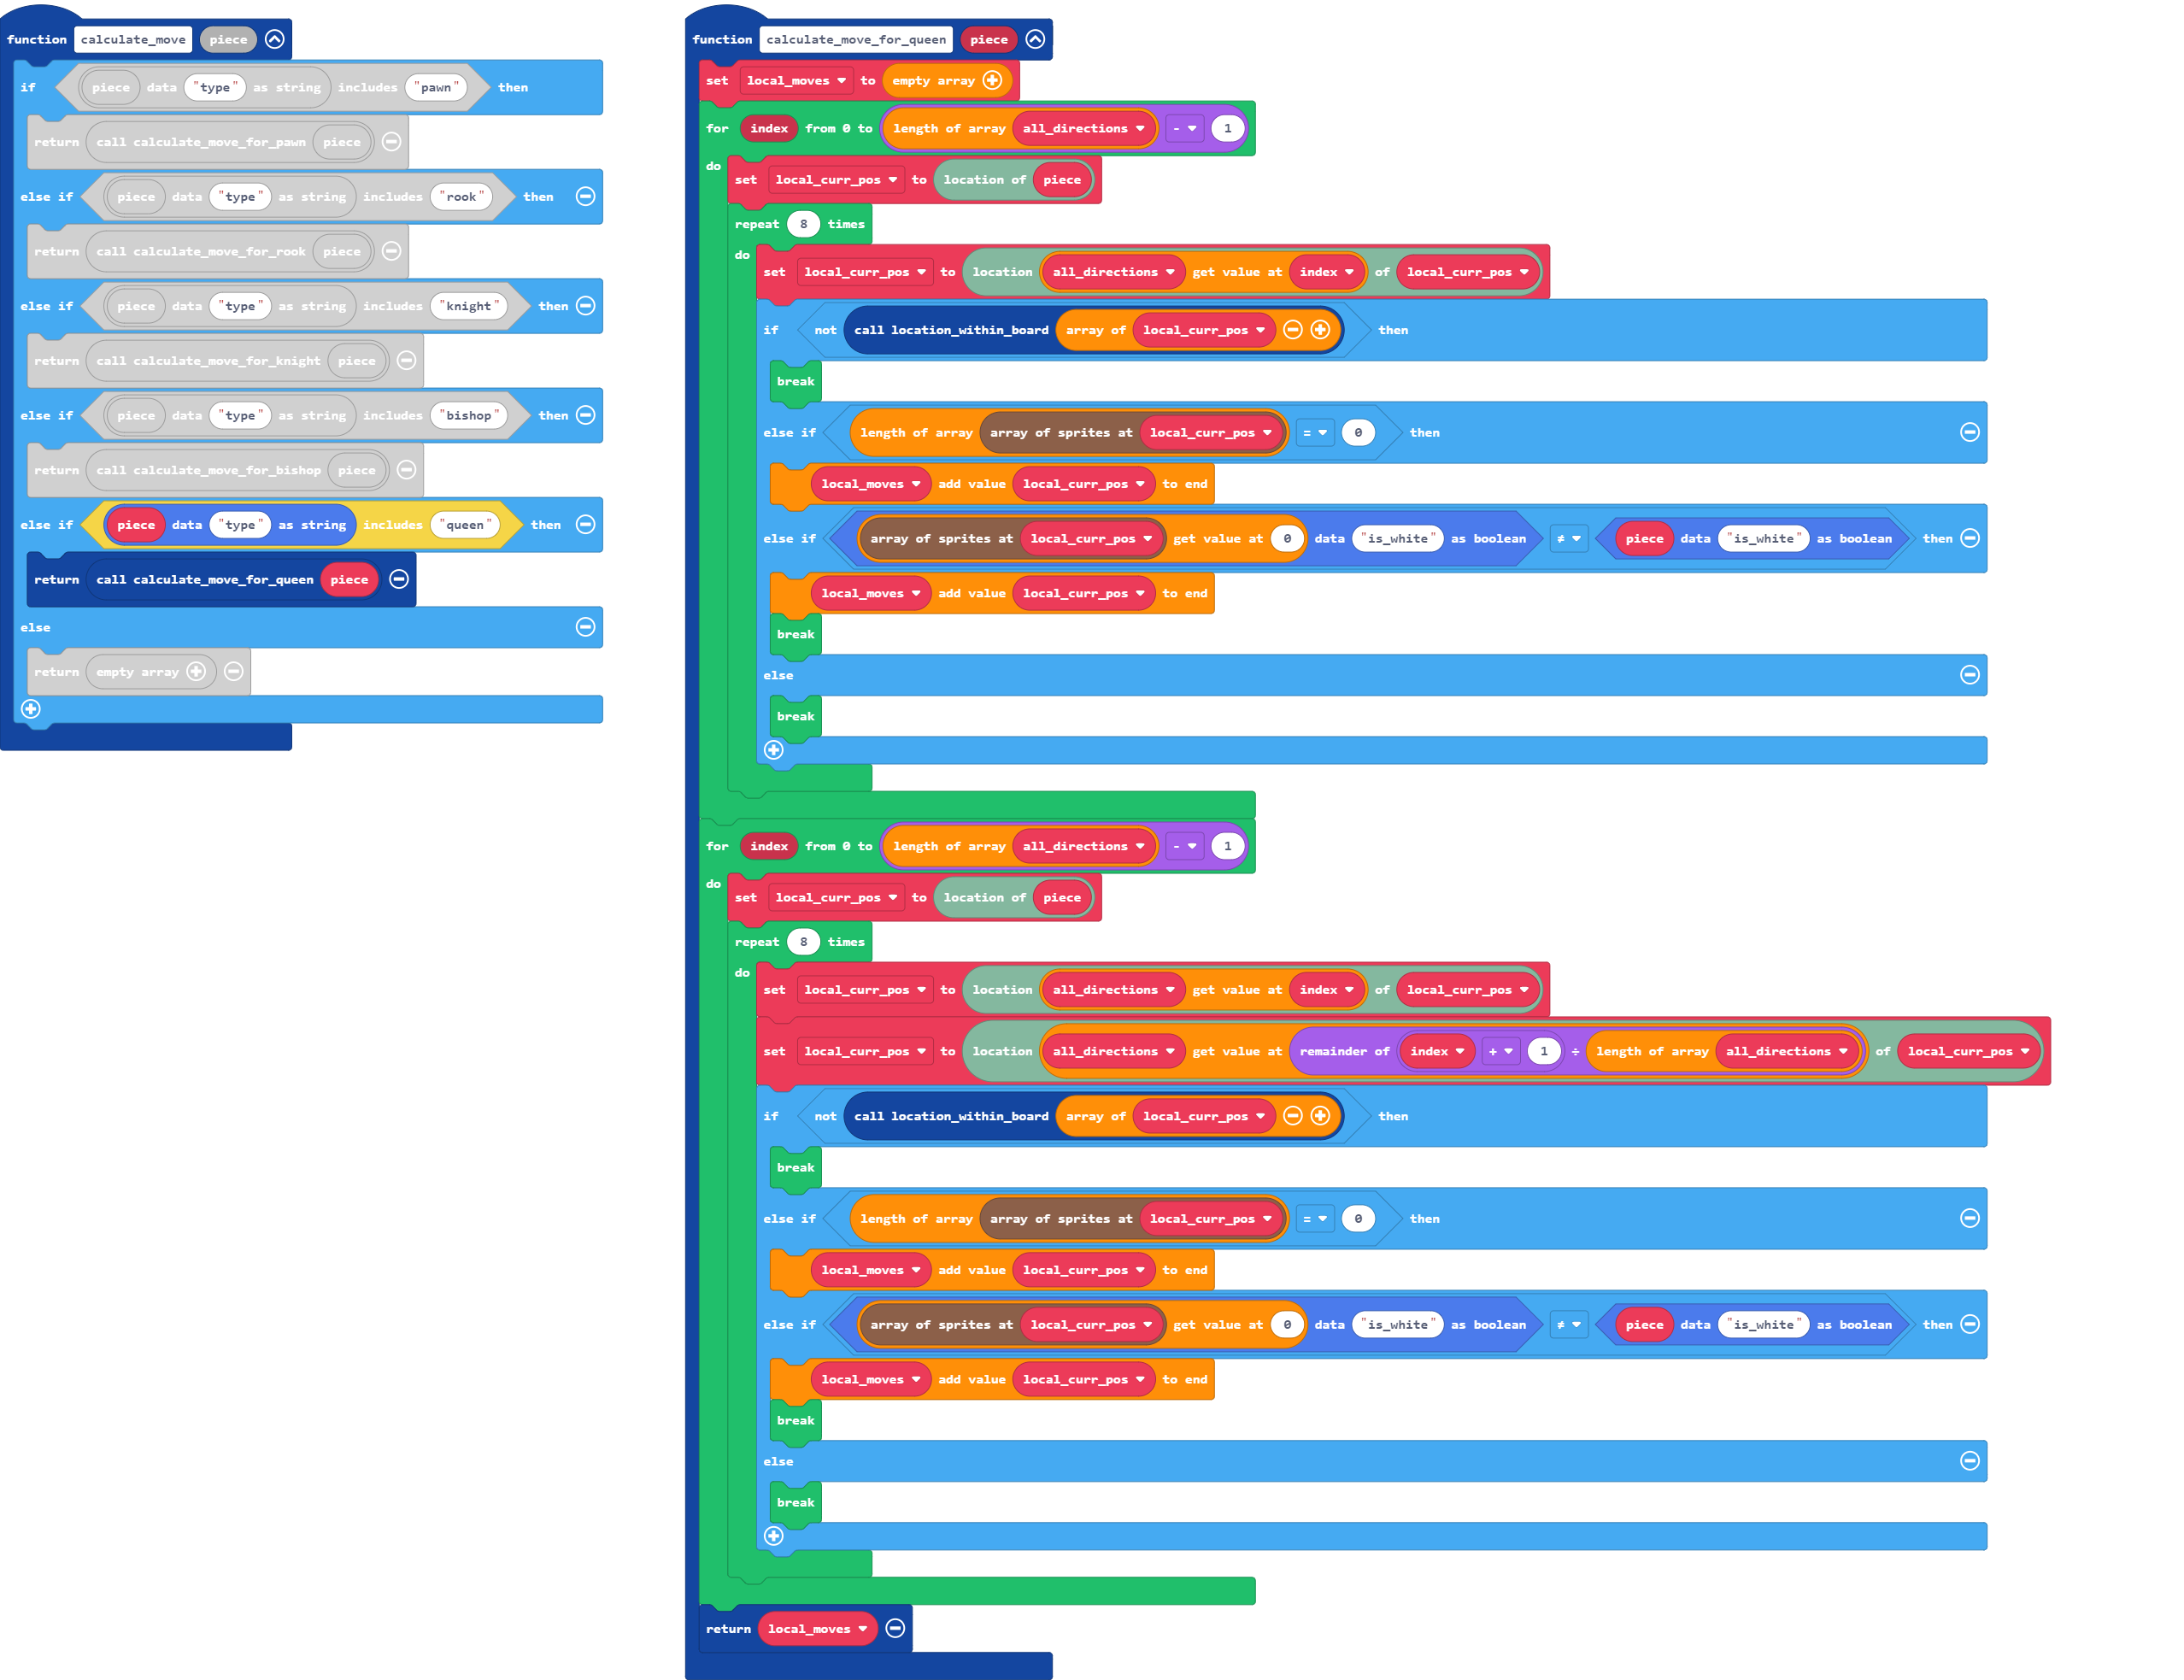 function calculate_move piece
if piece data "type" as string includes "pawn" then
return call calculate_move_for_pawn piece
else if piece data "type" as string includes "rook" then
return call calculate_move_for_rook piece
else if piece data "type" as string includes "knight" then
return call calculate_move_for_knight piece
else if piece data "type" as string includes "bishop" then
return call calculate_move_for_bishop piece
else if piece data "type" as string includes "queen" then
return call calculate_move_for_queen piece
else
return empty array
function calculate_move_for_queen piece
set local_moves to empty array
for index from 0 to length of array all_directions - 1
do
set local_curr_pos to location of piece
repeat 8 times
do
set local_curr_pos to location all_directions get value at index of local_curr_pos
if not call location_within_board array of local_curr_pos then
break
else if length of array array of sprites at local_curr_pos = 0 then
local_moves add value local_curr_pos to end
else if array of sprites at local_curr_pos get value at 0 data "is_white" as boolean ≠ piece data "is_white" as boolean then
local_moves add value local_curr_pos to end
break
else
break
for index from 0 to length of array all_directions - 1
do
set local_curr_pos to location of piece
repeat 8 times
do
set local_curr_pos to location all_directions get value at index of local_curr_pos
set local_curr_pos to location all_directions get value at remainder of index + 1 ÷ length of array all_directions of local_curr_pos
if not call location_within_board array of local_curr_pos then
break
else if length of array array of sprites at local_curr_pos = 0 then
local_moves add value local_curr_pos to end
else if array of sprites at local_curr_pos get value at 0 data "is_white" as boolean ≠ piece data "is_white" as boolean then
local_moves add value local_curr_pos to end
break
else
break
return local_moves